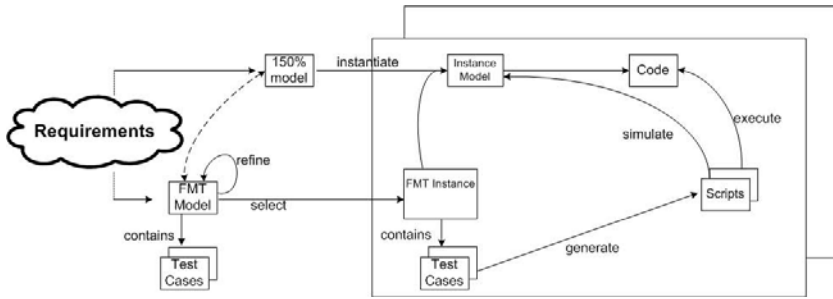 150%
model
instantiate
Instance
Model
Code
Requirements
execute
simulate
refine
FMT
Model
select
FMT Instance
Scripts
contains
contains
generate
Test
Cases
Test
Cases